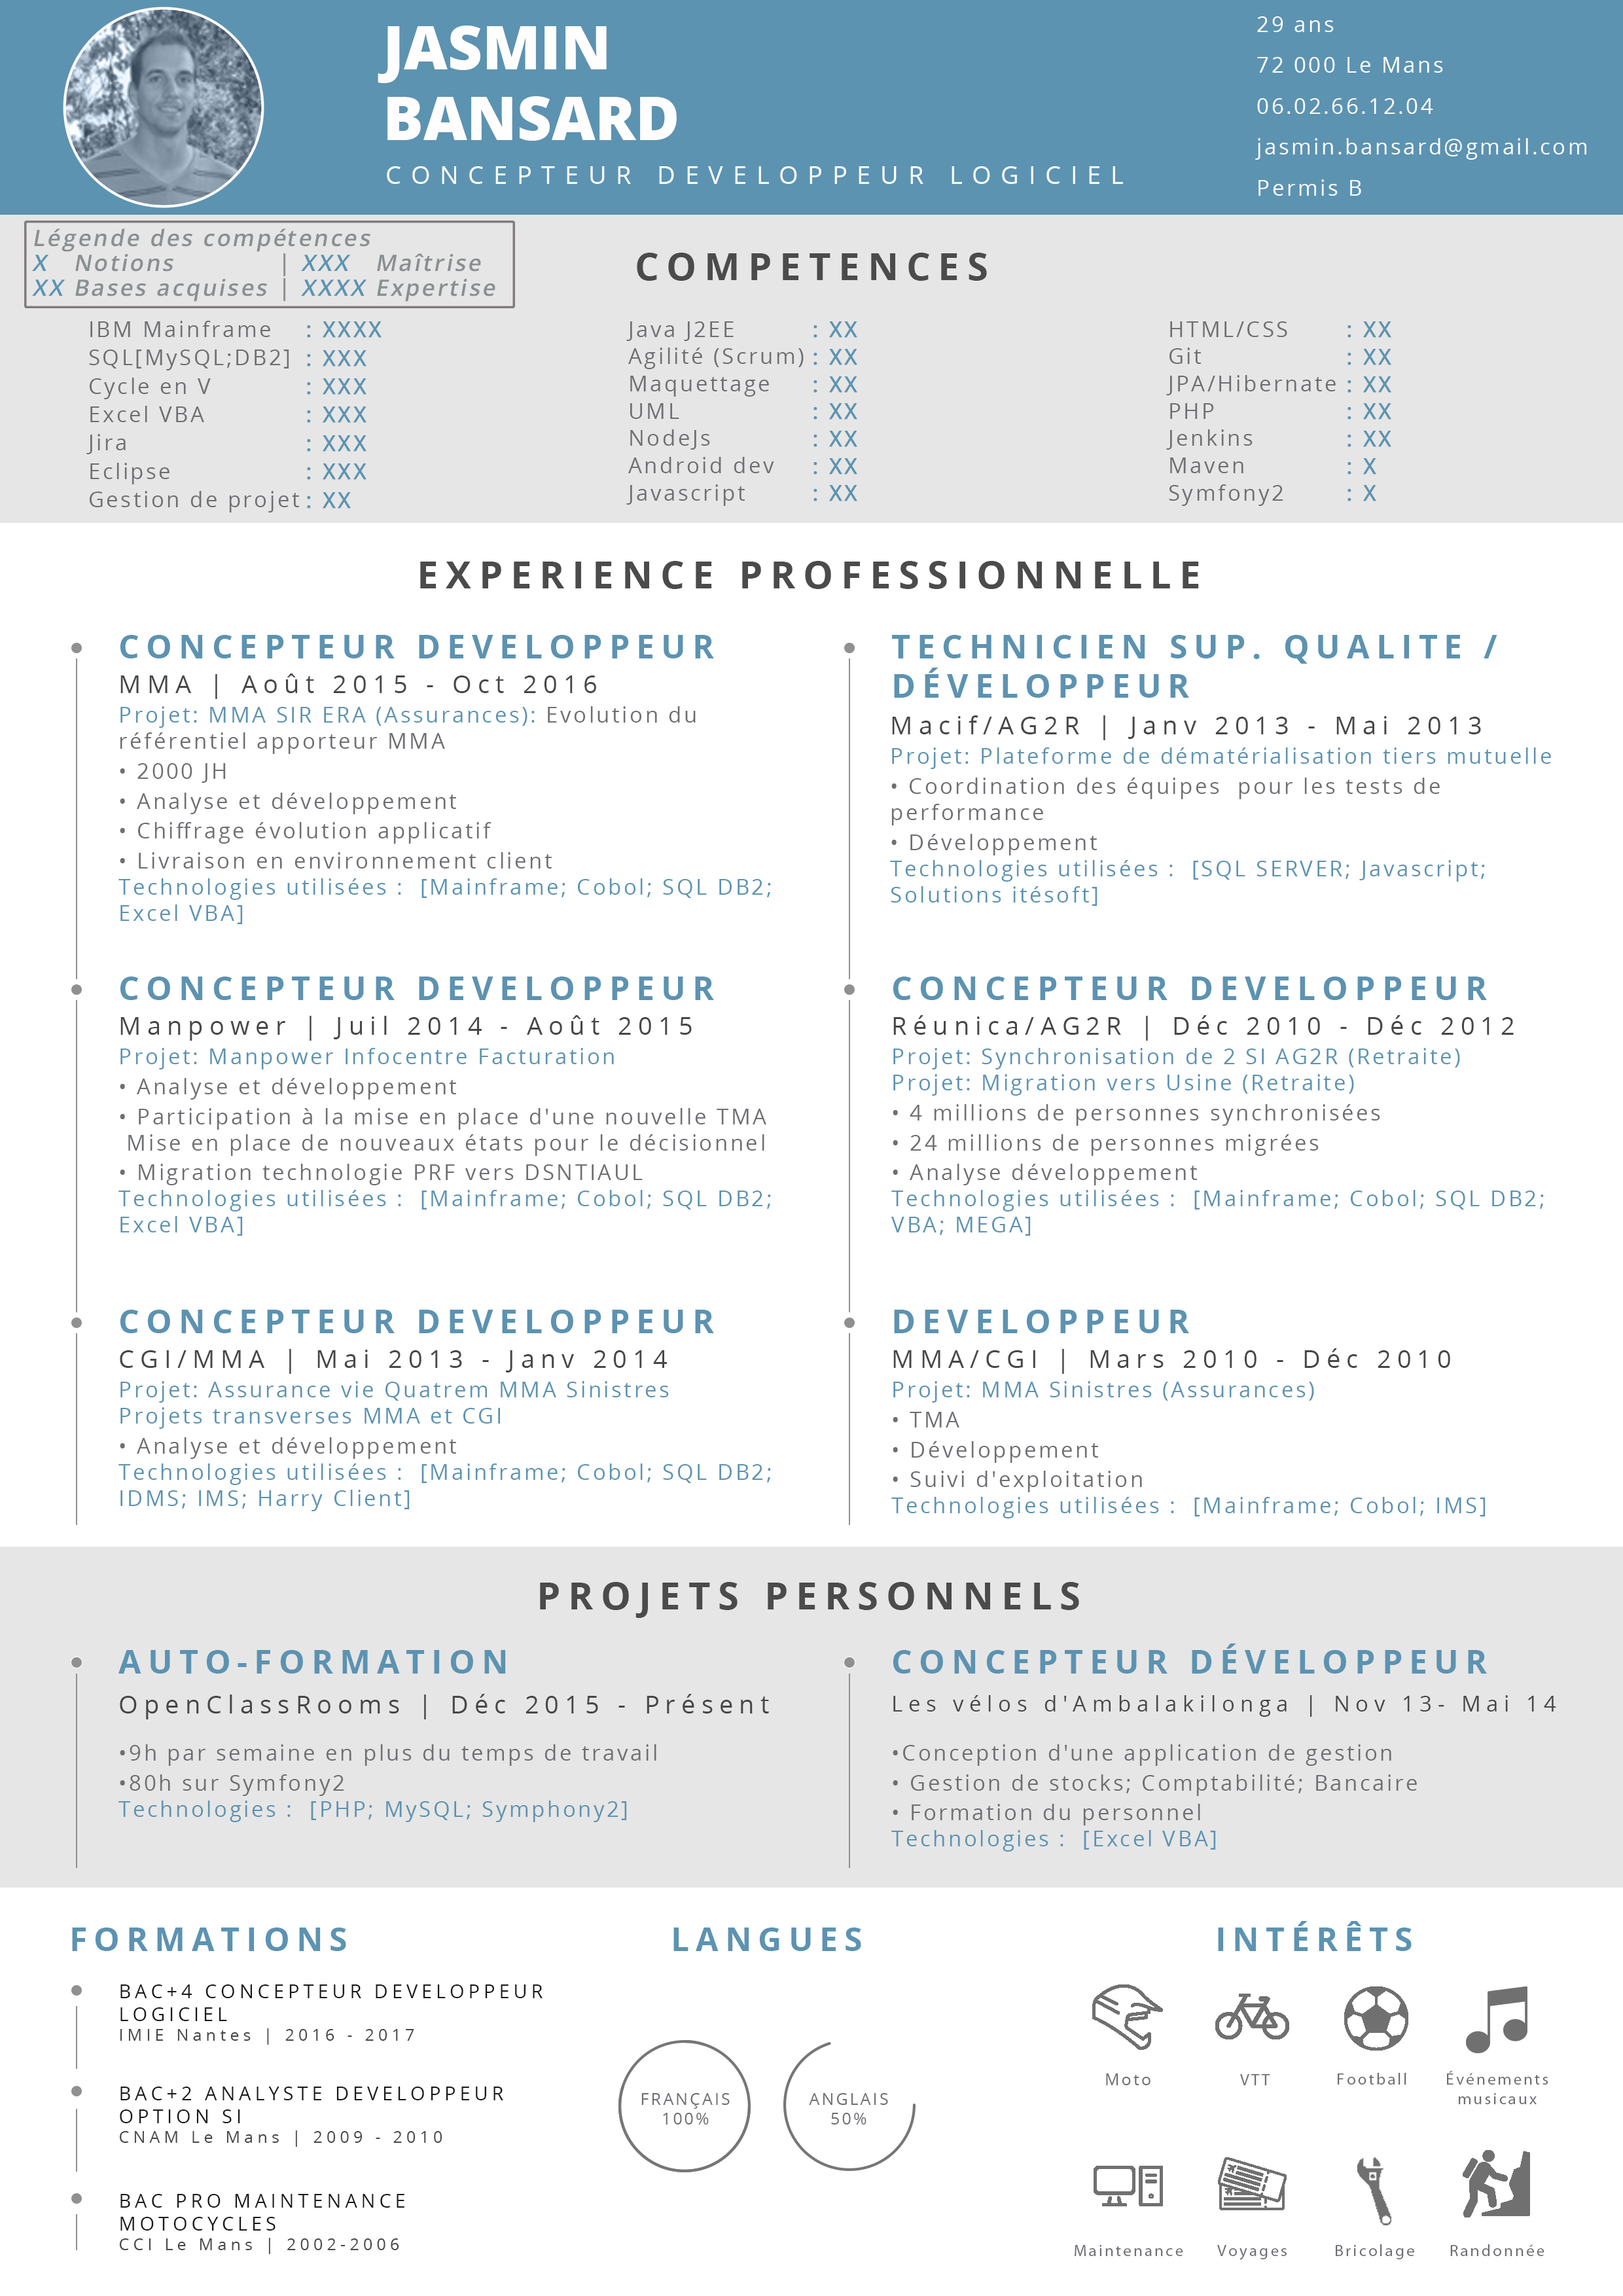 JASMIN
BANSARD
CONCEPTEUR DEVELOPPEUR LOGICIEL
29 ans
72 000 Le Mans
06.02.66.12.04
jasmin.bansard@gmail.com
Permis B
Légende des compétences
X Notions | XXX Maîtrise
XX Bases acquises | XXXX Expertise
COMPETENCES
IBM Mainframe : XXXX
SQL[MySQL;DB2] : XXX
Cycle en V : XXX
Excel VBA : XXX
Jira : XXX
Eclipse : XXX
Gestion de projet : XX
Java J2EE : XX
Agilité (Scrum) : XX
Maquettage : XX
UML : XX
NodeJs : XX
Android dev : XX
Javascript : XX
HTML/CSS : XX
Git : XX
JPA/Hibernate : XX
PHP : XX
Jenkins : XX
Maven : X
Symfony2 : X
EXPERIENCE PROFESSIONNELLE
CONCEPTEUR DEVELOPPEUR
MMA | Août 2015 - Oct 2016
Projet: MMA SIR ERA (Assurances): Evolution du
référentiel apporteur MMA
• 2000 JH
• Analyse et développement
• Chiffrage évolution applicatif
• Livraison en environnement client
Technologies utilisées : [Mainframe; Cobol; SQL DB2;
Excel VBA]
CONCEPTEUR DEVELOPPEUR
Manpower | Juil 2014 - Août 2015
Projet: Manpower Infocentre Facturation
• Analyse et développement
• Participation à la mise en place d'une nouvelle TMA
Mise en place de nouveaux états pour le décisionnel
• Migration technologie PRF vers DSNTIAUL
Technologies utilisées : [Mainframe; Cobol; SQL DB2;
Excel VBA]
CONCEPTEUR DEVELOPPEUR
CGI/MMA | Mai 2013 - Janv 2014
Projet: Assurance vie Quatrem MMA Sinistres
Projets transverses MMA et CGI
• Analyse et développement
Technologies utilisées : [Mainframe; Cobol; SQL DB2;
IDMS; IMS; Harry Client]
TECHNICIEN SUP. QUALITE /
DÉVELOPPEUR
Macif/AG2R | Janv 2013 - Mai 2013
Projet: Plateforme de dématérialisation tiers mutuelle
• Coordination des équipes pour les tests de
performance
• Développement
Technologies utilisées : [SQL SERVER; Javascript;
Solutions itésoft]
CONCEPTEUR DEVELOPPEUR
Réunica/AG2R | Déc 2010 - Déc 2012
Projet: Synchronisation de 2 SI AG2R (Retraite)
Projet: Migration vers Usine (Retraite)
• 4 millions de personnes synchronisées
• 24 millions de personnes migrées
• Analyse développement
Technologies utilisées : [Mainframe; Cobol; SQL DB2;
VBA; MEGA]
DEVELOPPEUR
MMA/CGI | Mars 2010 - Déc 2010
Projet: MMA Sinistres (Assurances)
• TMA
• Développement
• Suivi d'exploitation
Technologies utilisées : [Mainframe; Cobol; IMS]
PROJETS PERSONNELS
AUTO-FORMATION
OpenClassRooms | Déc 2015 - Présent
•9h par semaine en plus du temps de travail
•80h sur Symfony2
Technologies : [PHP; MySQL; Symphony2]
CONCEPTEUR DÉVELOPPEUR
Les vélos d'Ambalakilonga | Nov 13- Mai 14
•Conception d'une application de gestion
• Gestion de stocks; Comptabilité; Bancaire
• Formation du personnel
Technologies : [Excel VBA]
FORMATIONS
BAC+4 CONCEPTEUR DEVELOPPEUR
LOGICIEL
IMIE Nantes | 2016 - 2017
BAC+2 ANALYSTE DEVELOPPEUR
OPTION SI
CNAM Le Mans | 2009 - 2010
BAC PRO MAINTENANCE
MOTOCYCLES
CCI Le Mans | 2002-2006
LANGUES
FRANÇAIS
100%
ANGLAIS
50%
INTÉRÊTS
Moto
VTT
Football
Événements
musicaux
Maintenance
Voyages
Bricolage
Randonnée